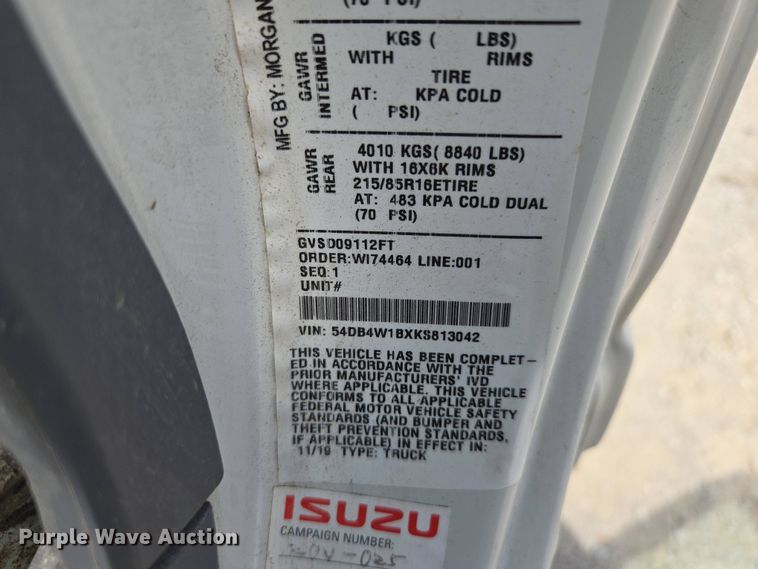 (70 PSI)
MFG BY: MORGAN
GAWR INTERMED
KGS( LBS)
WITH RIMS
TIRE
AT: KPA COLD
( PSI)
GAWR REAR
4010 KGS( 8840 LBS)
WITH 16X6K RIMS
215/85R16ETIRE
AT: 483 KPA COLD DUAL
(70 PSI)
GVSD09112FT
ORDER:WI74464 LINE:001
SEQ:1
UNIT#
VIN: 54DB4W1BXKS813042
THIS VEHICLE HAS BEEN COMPLET-
ED IN ACCORDANCE WITH THE
PRIOR MANUFACTURERS' IVD
WHERE APPLICABLE. THIS VEHICLE
CONFORMS TO ALL APPLICABLE
FEDERAL MOTOR VEHICLE SAFETY
STANDARDS (AND BUMPER AND
THEFT PREVENTION STANDARDS,
IF APPLICABLE) IN EFFECT IN:
11/19 TYPE: TRUCK
ISUZU
CAMPAIGN NUMBER:
Purple Wave Auction